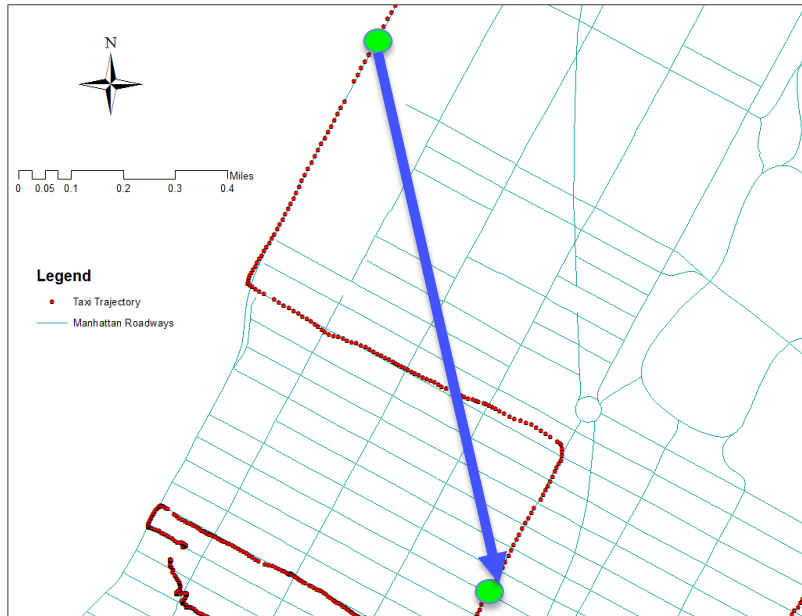 N
Miles
0 0.05 0.1 0.2 0.3 0.4
Legend
Taxi Trajectory
Manhattan Roadways